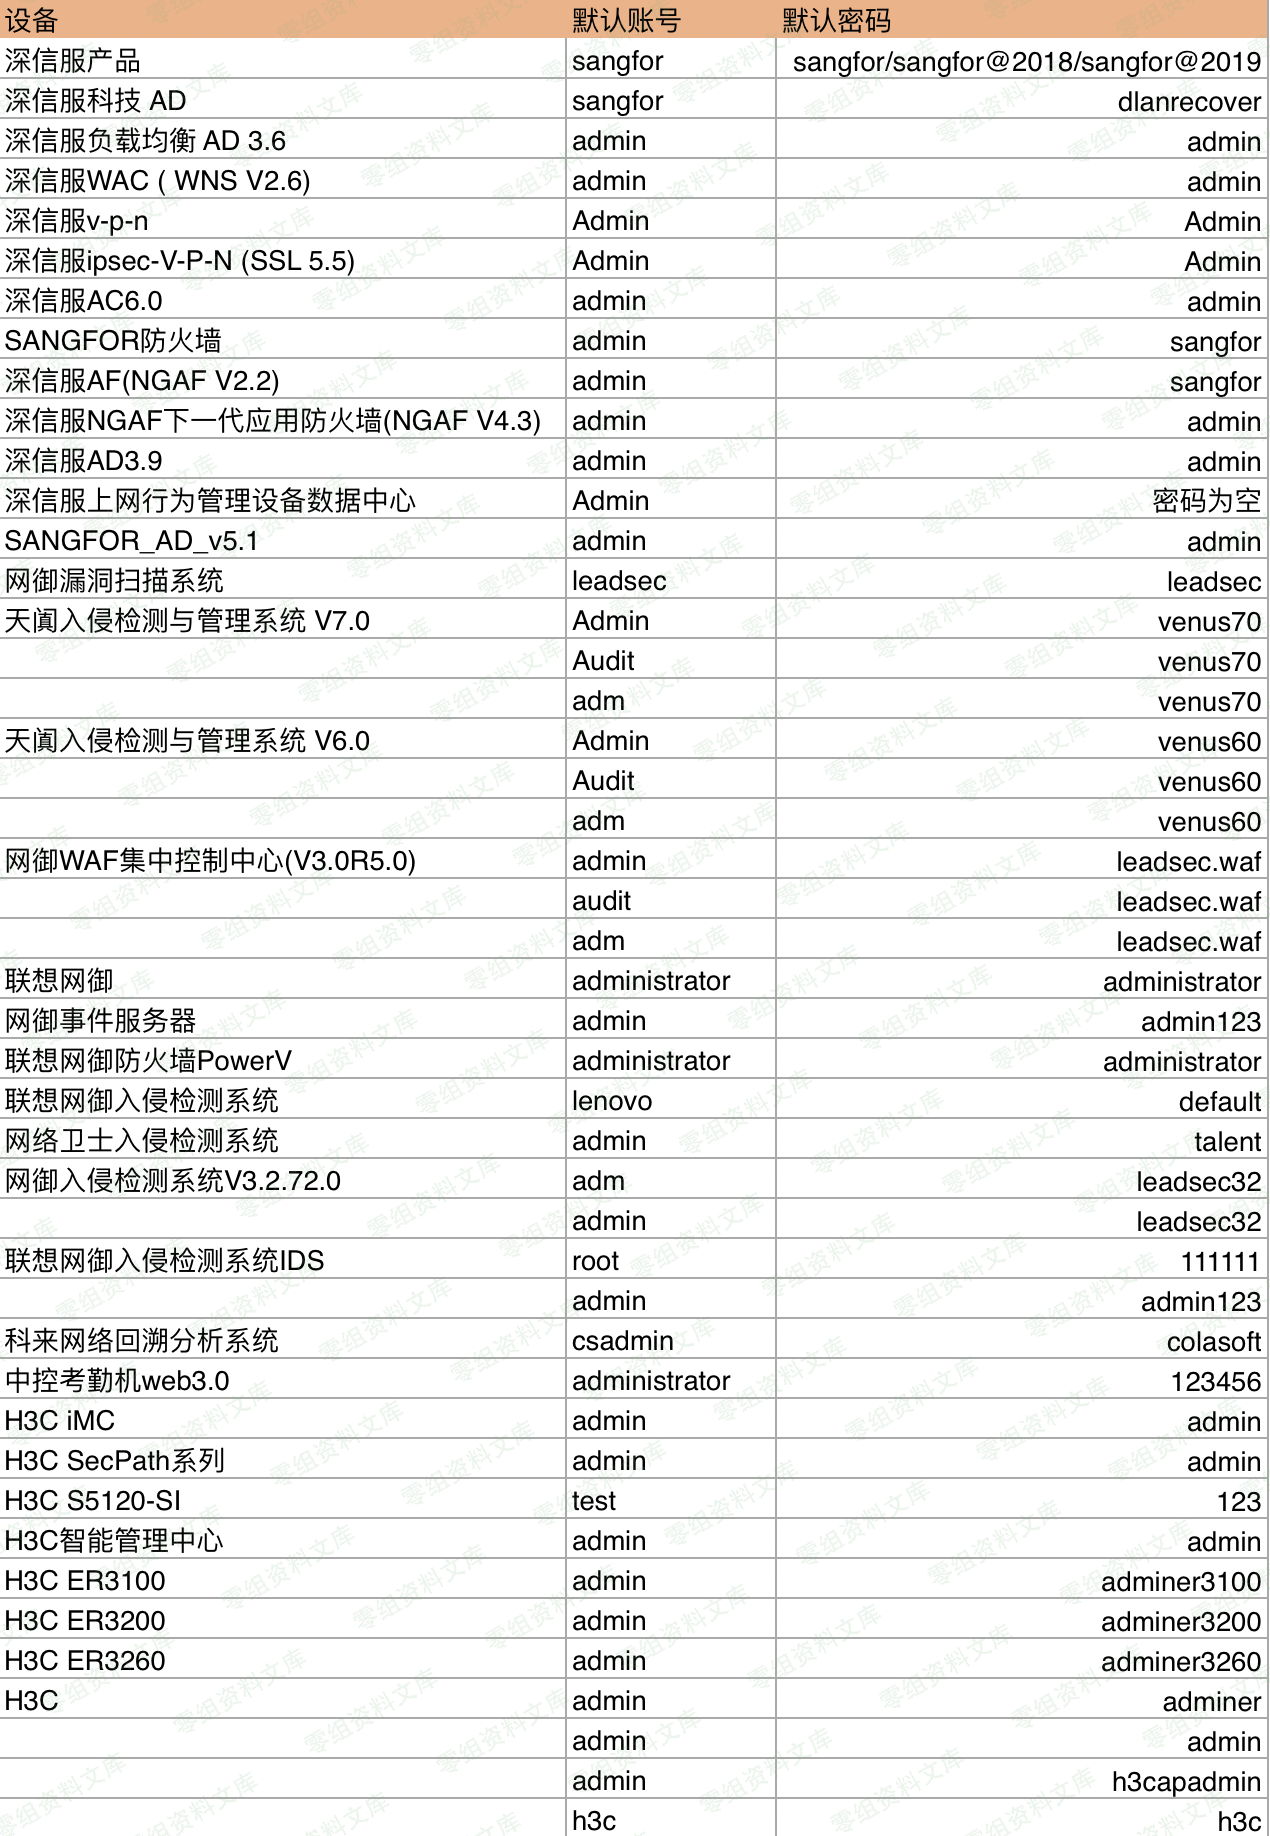 设备 默认账号 默认密码
深信服产品 sangfor sangfor/sangfor@2018/sangfor@2019
深信服科技 AD sangfor dlanrecover
深信服负载均衡 AD 3.6 admin admin
深信服WAC ( WNS V2.6) admin admin
深信服v-p-n Admin Admin
深信服ipsec-V-P-N (SSL 5.5) Admin Admin
深信服AC6.0 admin admin
SANGFOR防火墙 admin sangfor
深信服AF(NGAF V2.2) admin sangfor
深信服NGAF下一代应用防火墙(NGAF V4.3) admin admin
深信服AD3.9 admin admin
深信服上网行为管理设备数据中心 Admin 密码为空
SANGFOR_AD_v5.1 admin admin
网御漏洞扫描系统 leadsec leadsec
天阗入侵检测与管理系统 V7.0 Admin venus70
Audit venus70
adm venus70
天阗入侵检测与管理系统 V6.0 Admin venus60
Audit venus60
adm venus60
网御WAF集中控制中心(V3.0R5.0) admin leadsec.waf
audit leadsec.waf
adm leadsec.waf
联想网御 administrator administrator
网御事件服务器 admin admin123
联想网御防火墙PowerV administrator administrator
联想网御入侵检测系统 lenovo default
网络卫士入侵检测系统 admin talent
网御入侵检测系统V3.2.72.0 adm leadsec32
admin leadsec32
联想网御入侵检测系统IDS root 111111
admin admin123
科来网络回溯分析系统 csadmin colasoft
中控考勤机web3.0 administrator 123456
H3C iMC admin admin
H3C SecPath系列 admin admin
H3C S5120-SI test 123
H3C智能管理中心 admin admin
H3C ER3100 admin adminer3100
H3C ER3200 admin adminer3200
H3C ER3260 admin adminer3260
H3C admin adminer
admin admin
admin h3capadmin
h3c h3c
零组资料文库